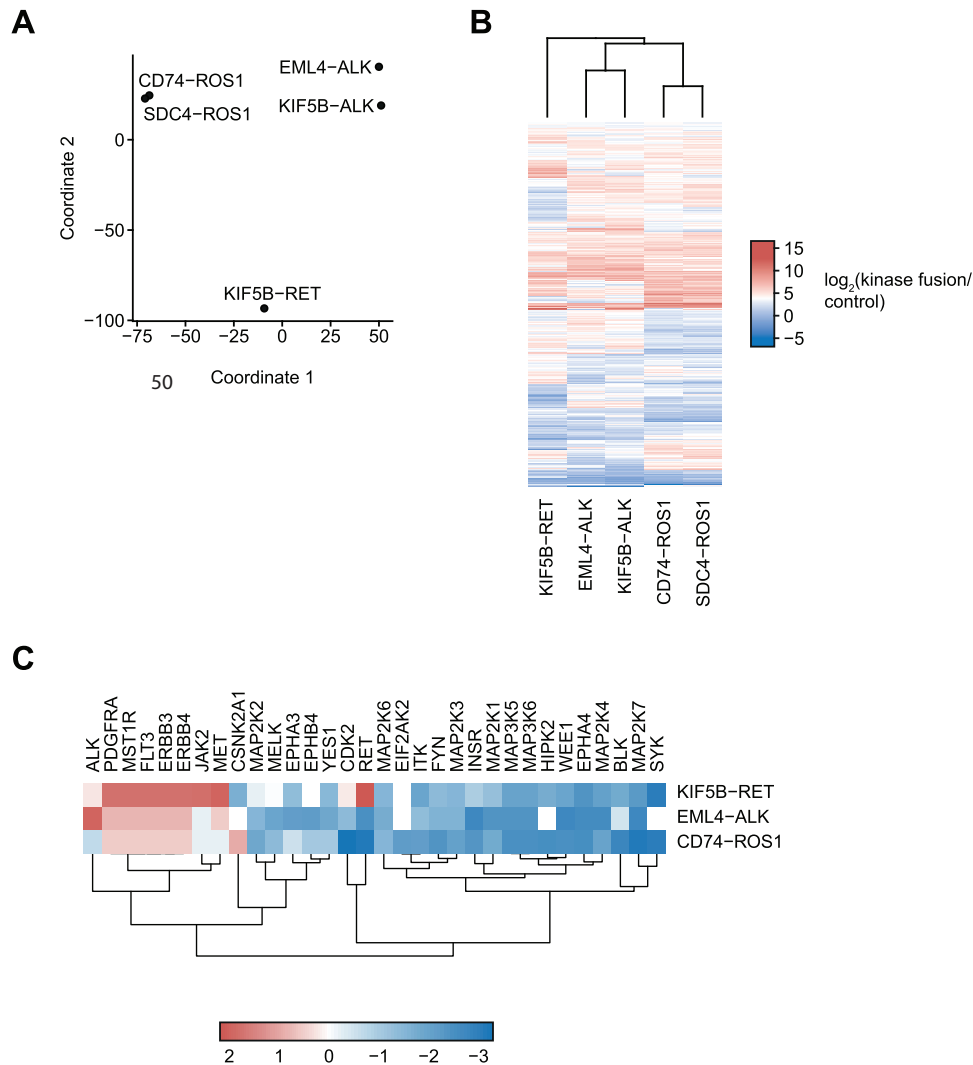 A
CD74−ROS1
SDC4−ROS1
EML4−ALK
KIF5B−ALK
KIF5B−RET
Coordinate 2
0
−50
−100
−75
−50
−25
0
25
50
Coordinate 1
50
B
15
10
5
0
−5
log2(kinase fusion/
control)
KIF5B−RET
EML4−ALK
KIF5B−ALK
CD74−ROS1
SDC4−ROS1
C
ALK
PDGFRA
MST1R
FLT3
ERBB3
ERBB4
JAK2
MET
CSNK2A1
MAP2K2
MELK
EPHA3
EPHB4
YES1
CDK2
RET
MAP2K6
EIF2AK2
ITK
FYN
MAP2K3
INSR
MAP2K1
MAP3K5
MAP3K6
HIPK2
WEE1
EPHA4
MAP2K4
BLK
MAP2K7
SYK
KIF5B−RET
EML4−ALK
CD74−ROS1
2
1
0
−1
−2
−3